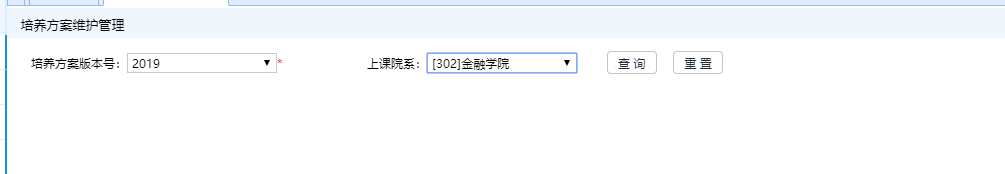 培养方案维护管理
培养方案版本号： 2019 * 上课院系： [302]金融学院 查 询 重 置